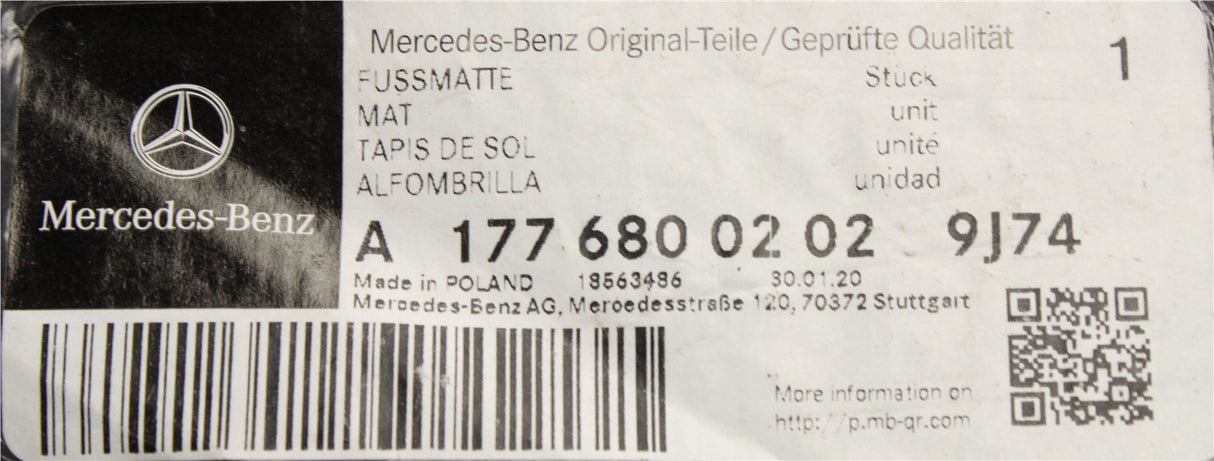 Mercedes-Benz Original-Teile/Geprüfte Qualität
1
FUSSMATTE Stück
MAT unit
TAPIS DE SOL unité
ALFOMBRILLA unidad
Mercedes-Benz
A 177 680 02 02 9J74
Made in POLAND 18563486 30.01.20
Mercedes-Benz AG, Mercedesstraße 120, 70372 Stuttgart
More information on
http://p.mb-qr.com